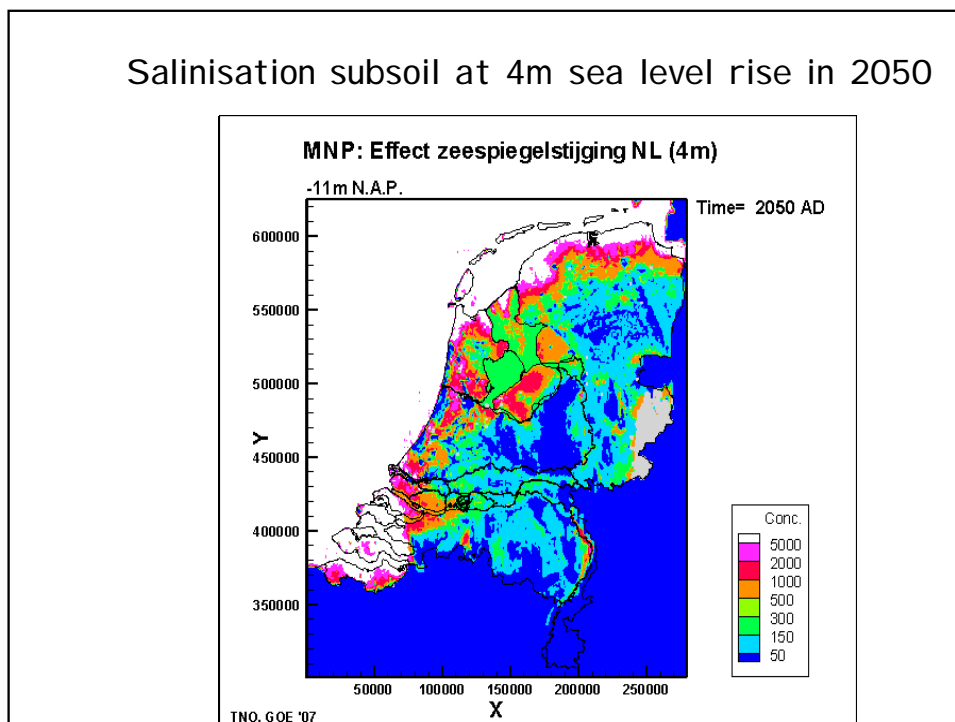 Salinisation subsoil at 4m sea level rise in 2050
MNP: Effect zeespiegelstijging NL (4m)
-11m N.A.P.
Time= 2050 AD
600000
550000
500000
Y
450000
400000
350000
50000 100000 150000 200000 250000
X
Conc.
5000
2000
1000
500
300
150
50
TNO, GOE '07